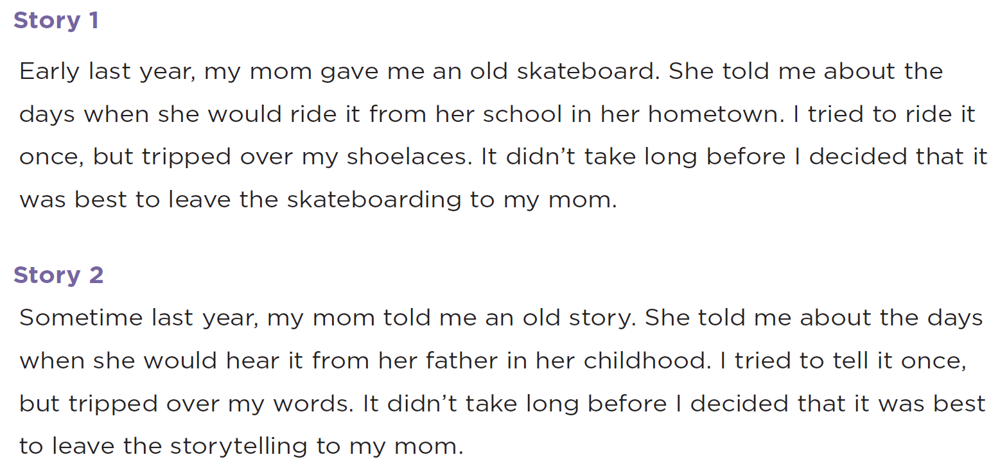 Story 1
Early last year, my mom gave me an old skateboard. She told me about the
days when she would ride it from her school in her hometown. I tried to ride it
once, but tripped over my shoelaces. It didn’t take long before I decided that it
was best to leave the skateboarding to my mom.
Story 2
Sometime last year, my mom told me an old story. She told me about the days
when she would hear it from her father in her childhood. I tried to tell it once,
but tripped over my words. It didn’t take long before I decided that it was best
to leave the storytelling to my mom.